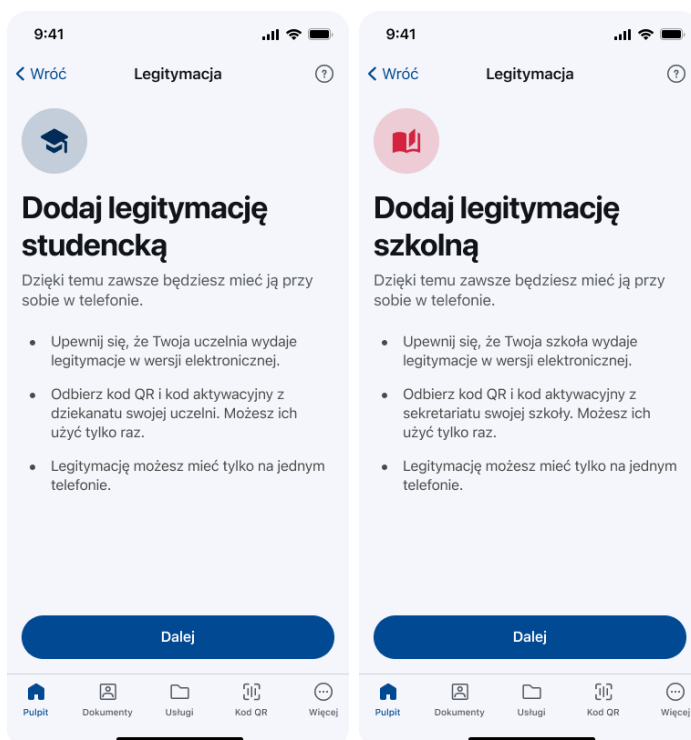 9:41
Wróć
Legitymacja
?
Dodaj legitymację
studencką
Dzięki temu zawsze będziesz mieć ją przy
sobie w telefonie.
• Upewnij się, że Twoja uczelnia wydaje
legitymacje w wersji elektronicznej.
• Odbierz kod QR i kod aktywacyjny z
dziekanatu swojej uczelni. Możesz ich
użyć tylko raz.
• Legitymację możesz mieć tylko na jednym
telefonie.
Dalej
Pulpit
Dokumenty
Usługi
Kod QR
Więcej
9:41
Wróć
Legitymacja
?
Dodaj legitymację
szkolną
Dzięki temu zawsze będziesz mieć ją przy
sobie w telefonie.
• Upewnij się, że Twoja szkoła wydaje
legitymacje w wersji elektronicznej.
• Odbierz kod QR i kod aktywacyjny z
sekretariatu swojej szkoły. Możesz ich
użyć tylko raz.
• Legitymację możesz mieć tylko na jednym
telefonie.
Dalej
Pulpit
Dokumenty
Usługi
Kod QR
Więcej